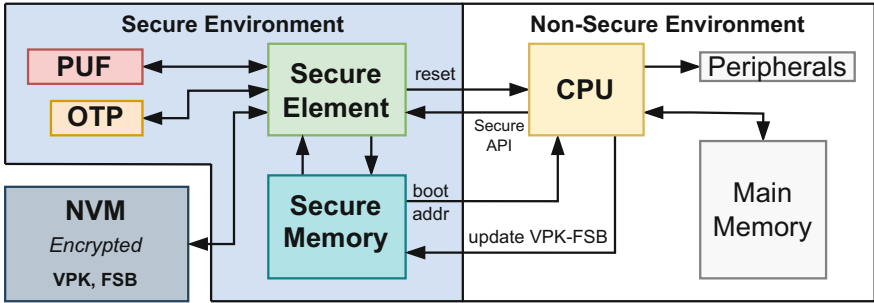 Secure Environment
Non-Secure Environment
PUF
OTP
Secure
Element
reset
Secure
API
CPU
Peripherals
NVM
Encrypted
VPK, FSB
Secure
Memory
boot
addr
update VPK-FSB
Main
Memory